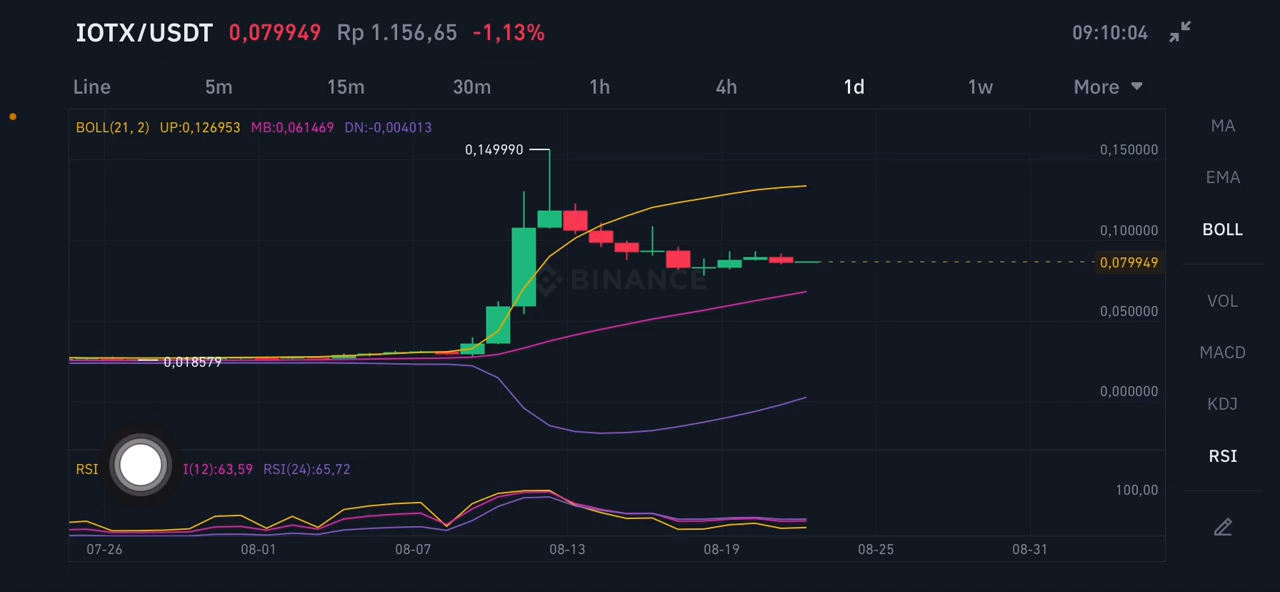 IOTX/USDT 0,079949 Rp 1.156,65 -1,13% 09:10:04
Line 5m 15m 30m 1h 4h 1d 1w More
BOLL(21, 2) UP:0,126953 MB:0,061469 DN:-0,004013
MA
0,149990
0,150000
EMA
0,100000
BOLL
0,079949
BINANCE
VOL
0,050000
MACD
0,018579
0,000000
KDJ
RSI I(12):63,59 RSI(24):65,72
RSI
100,00
07-26 08-01 08-07 08-13 08-19 08-25 08-31